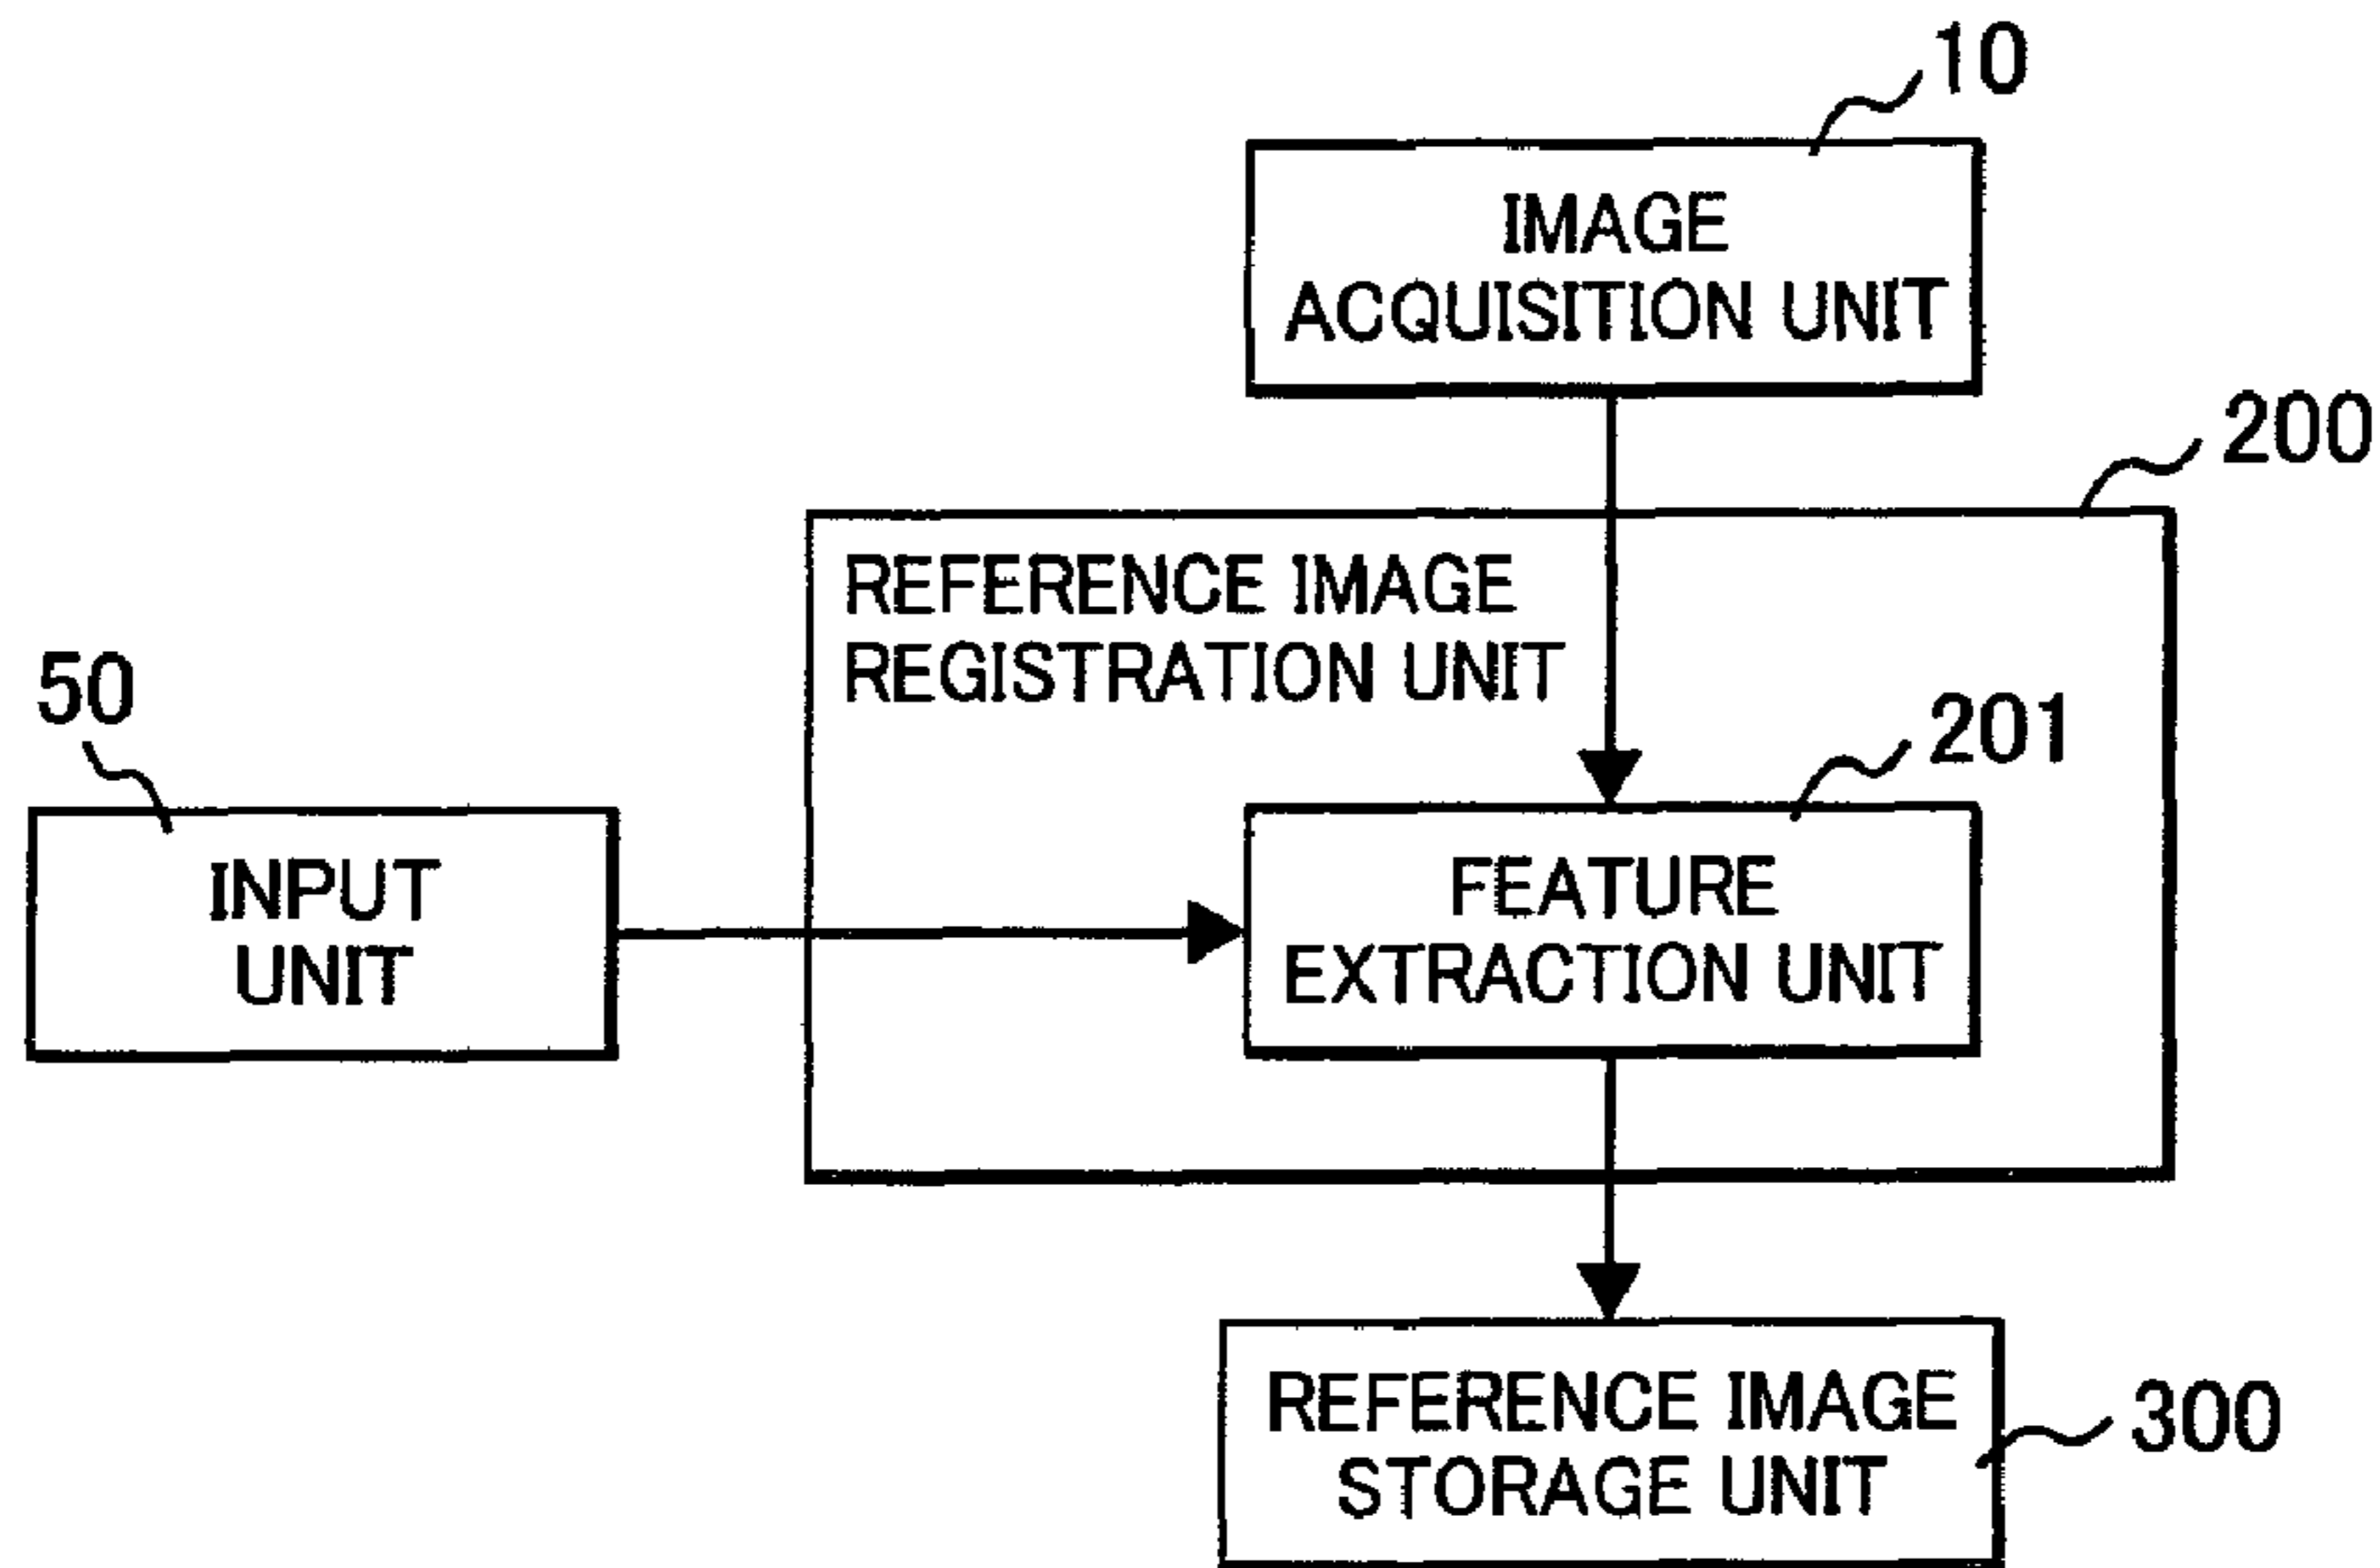 10
IMAGE
ACQUISITION UNIT
200
REFERENCE IMAGE
REGISTRATION UNIT
50
201
INPUT
UNIT
FEATURE
EXTRACTION UNIT
REFERENCE IMAGE
STORAGE UNIT
300